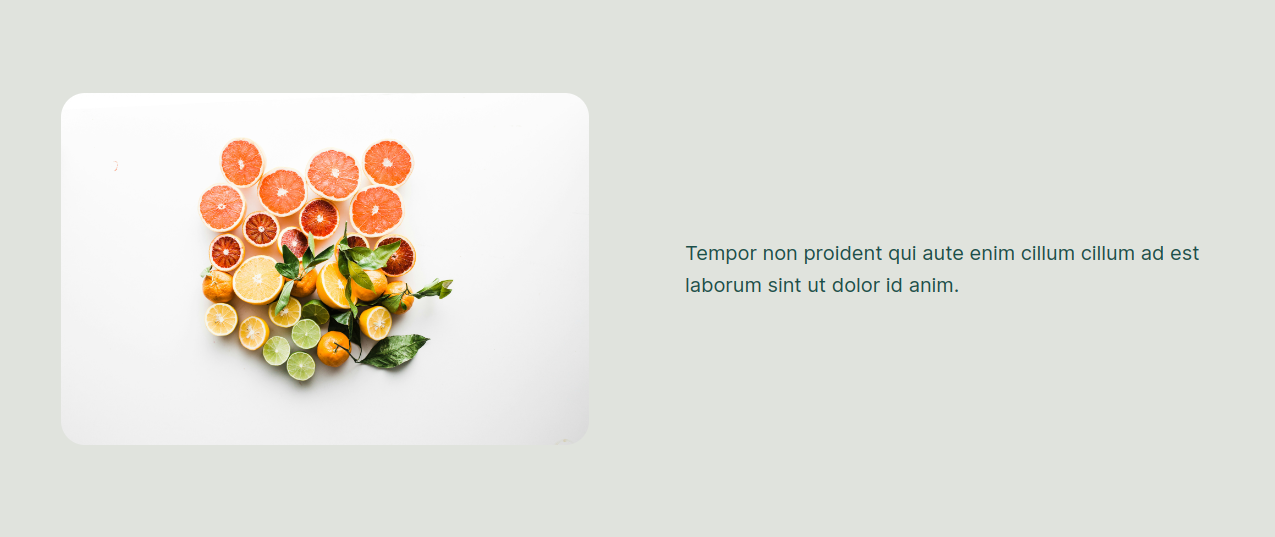 Tempor non proident qui aute enim cillum cillum ad est
laborum sint ut dolor id anim.